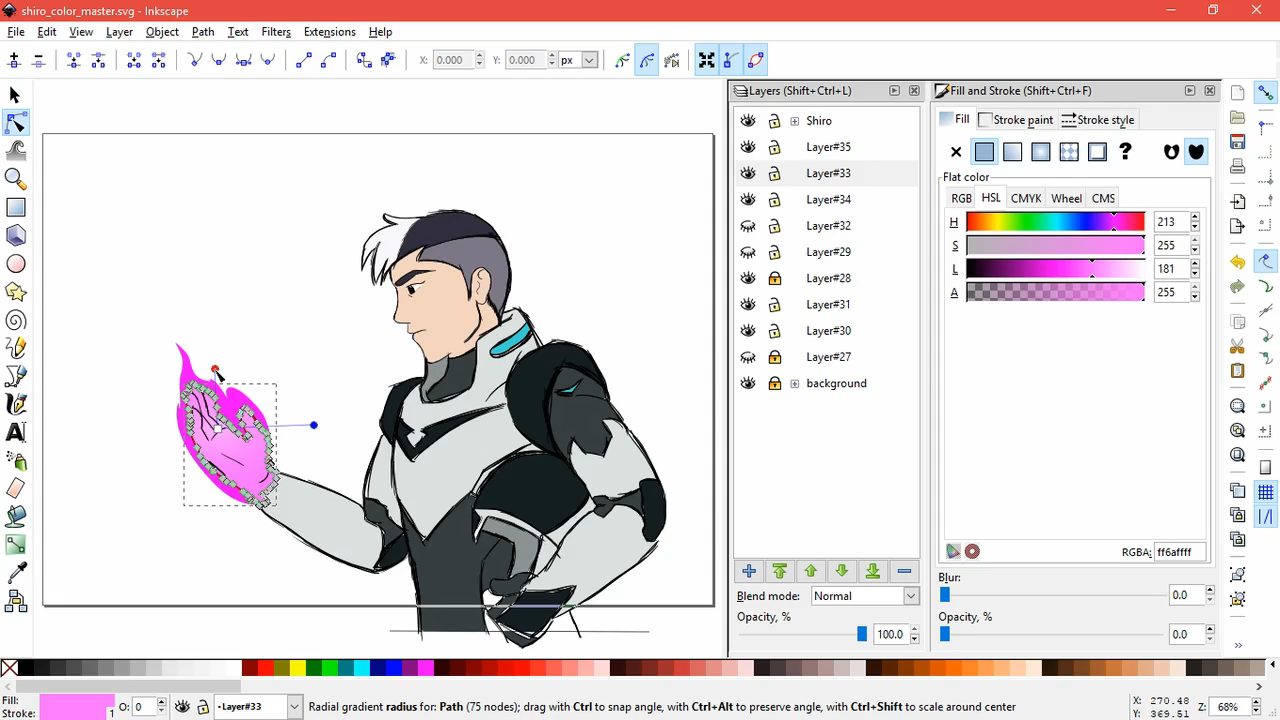 shiro_color_master.svg - Inkscape
File Edit View Layer Object Path Text Filters Extensions Help
X: 0.000 Y: 0.000 px
Layers (Shift+Ctrl+L)
Fill and Stroke (Shift+Ctrl+F)
Shiro
Layer#35
Layer#33
Layer#34
Layer#32
Layer#29
Layer#28
Layer#31
Layer#30
Layer#27
background
Blend mode: Normal
Opacity, %
100.0
Fill Stroke paint Stroke style
?
Flat color
RGB HSL CMYK Wheel CMS
H 213
S 255
L 181
A 255
RGBA: ff6affff
Blur:
0.0
Opacity, %
0.0
Fill:
Stroke: 1
O: 0
-Layer#33
Radial gradient radius for: Path (75 nodes); drag with Ctrl to snap angle, with Ctrl+Alt to preserve angle, with Ctrl+Shift to scale around center
X: 270.48
Y: 369.51
Z: 68%